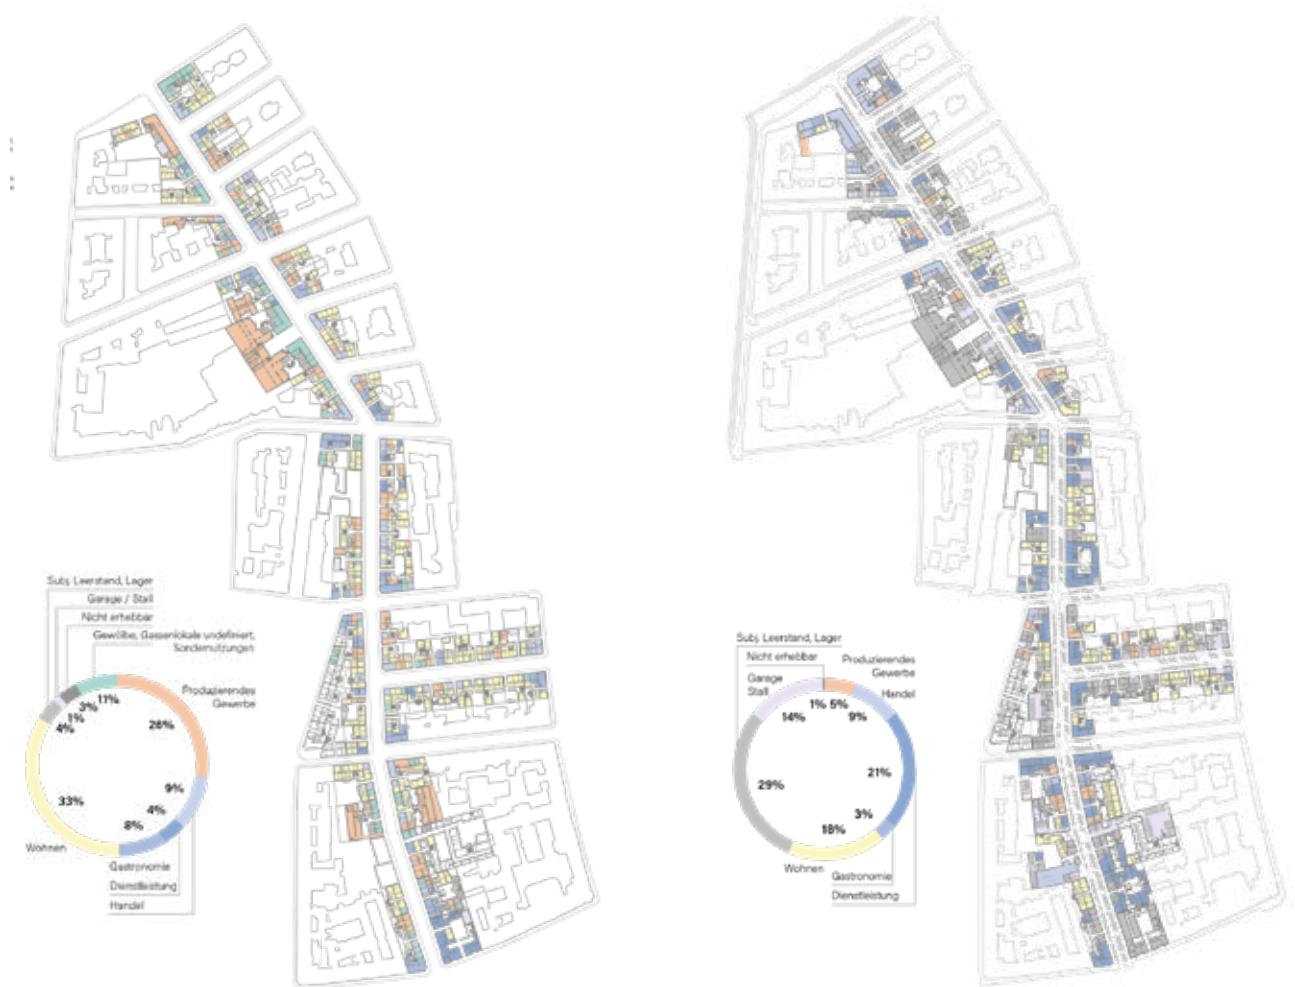 Subj. Leerstand, Lager
Garage / Stall
Nicht erhebbar
Gewölbe, Gassenlokale undefiniert,
Sondernutzungen
Produzierendes
Gewerbe
11%
3%
1%
4%
26%
9%
4%
8%
33%
Wohnen
Gastronomie
Dienstleistung
Handel
Subj. Leerstand, Lager
Nicht erhebbar
Garage
Stall
Produzierendes
Gewerbe
Handel
1% 5%
14%
9%
29%
21%
3%
18%
Wohnen
Gastronomie
Dienstleistung